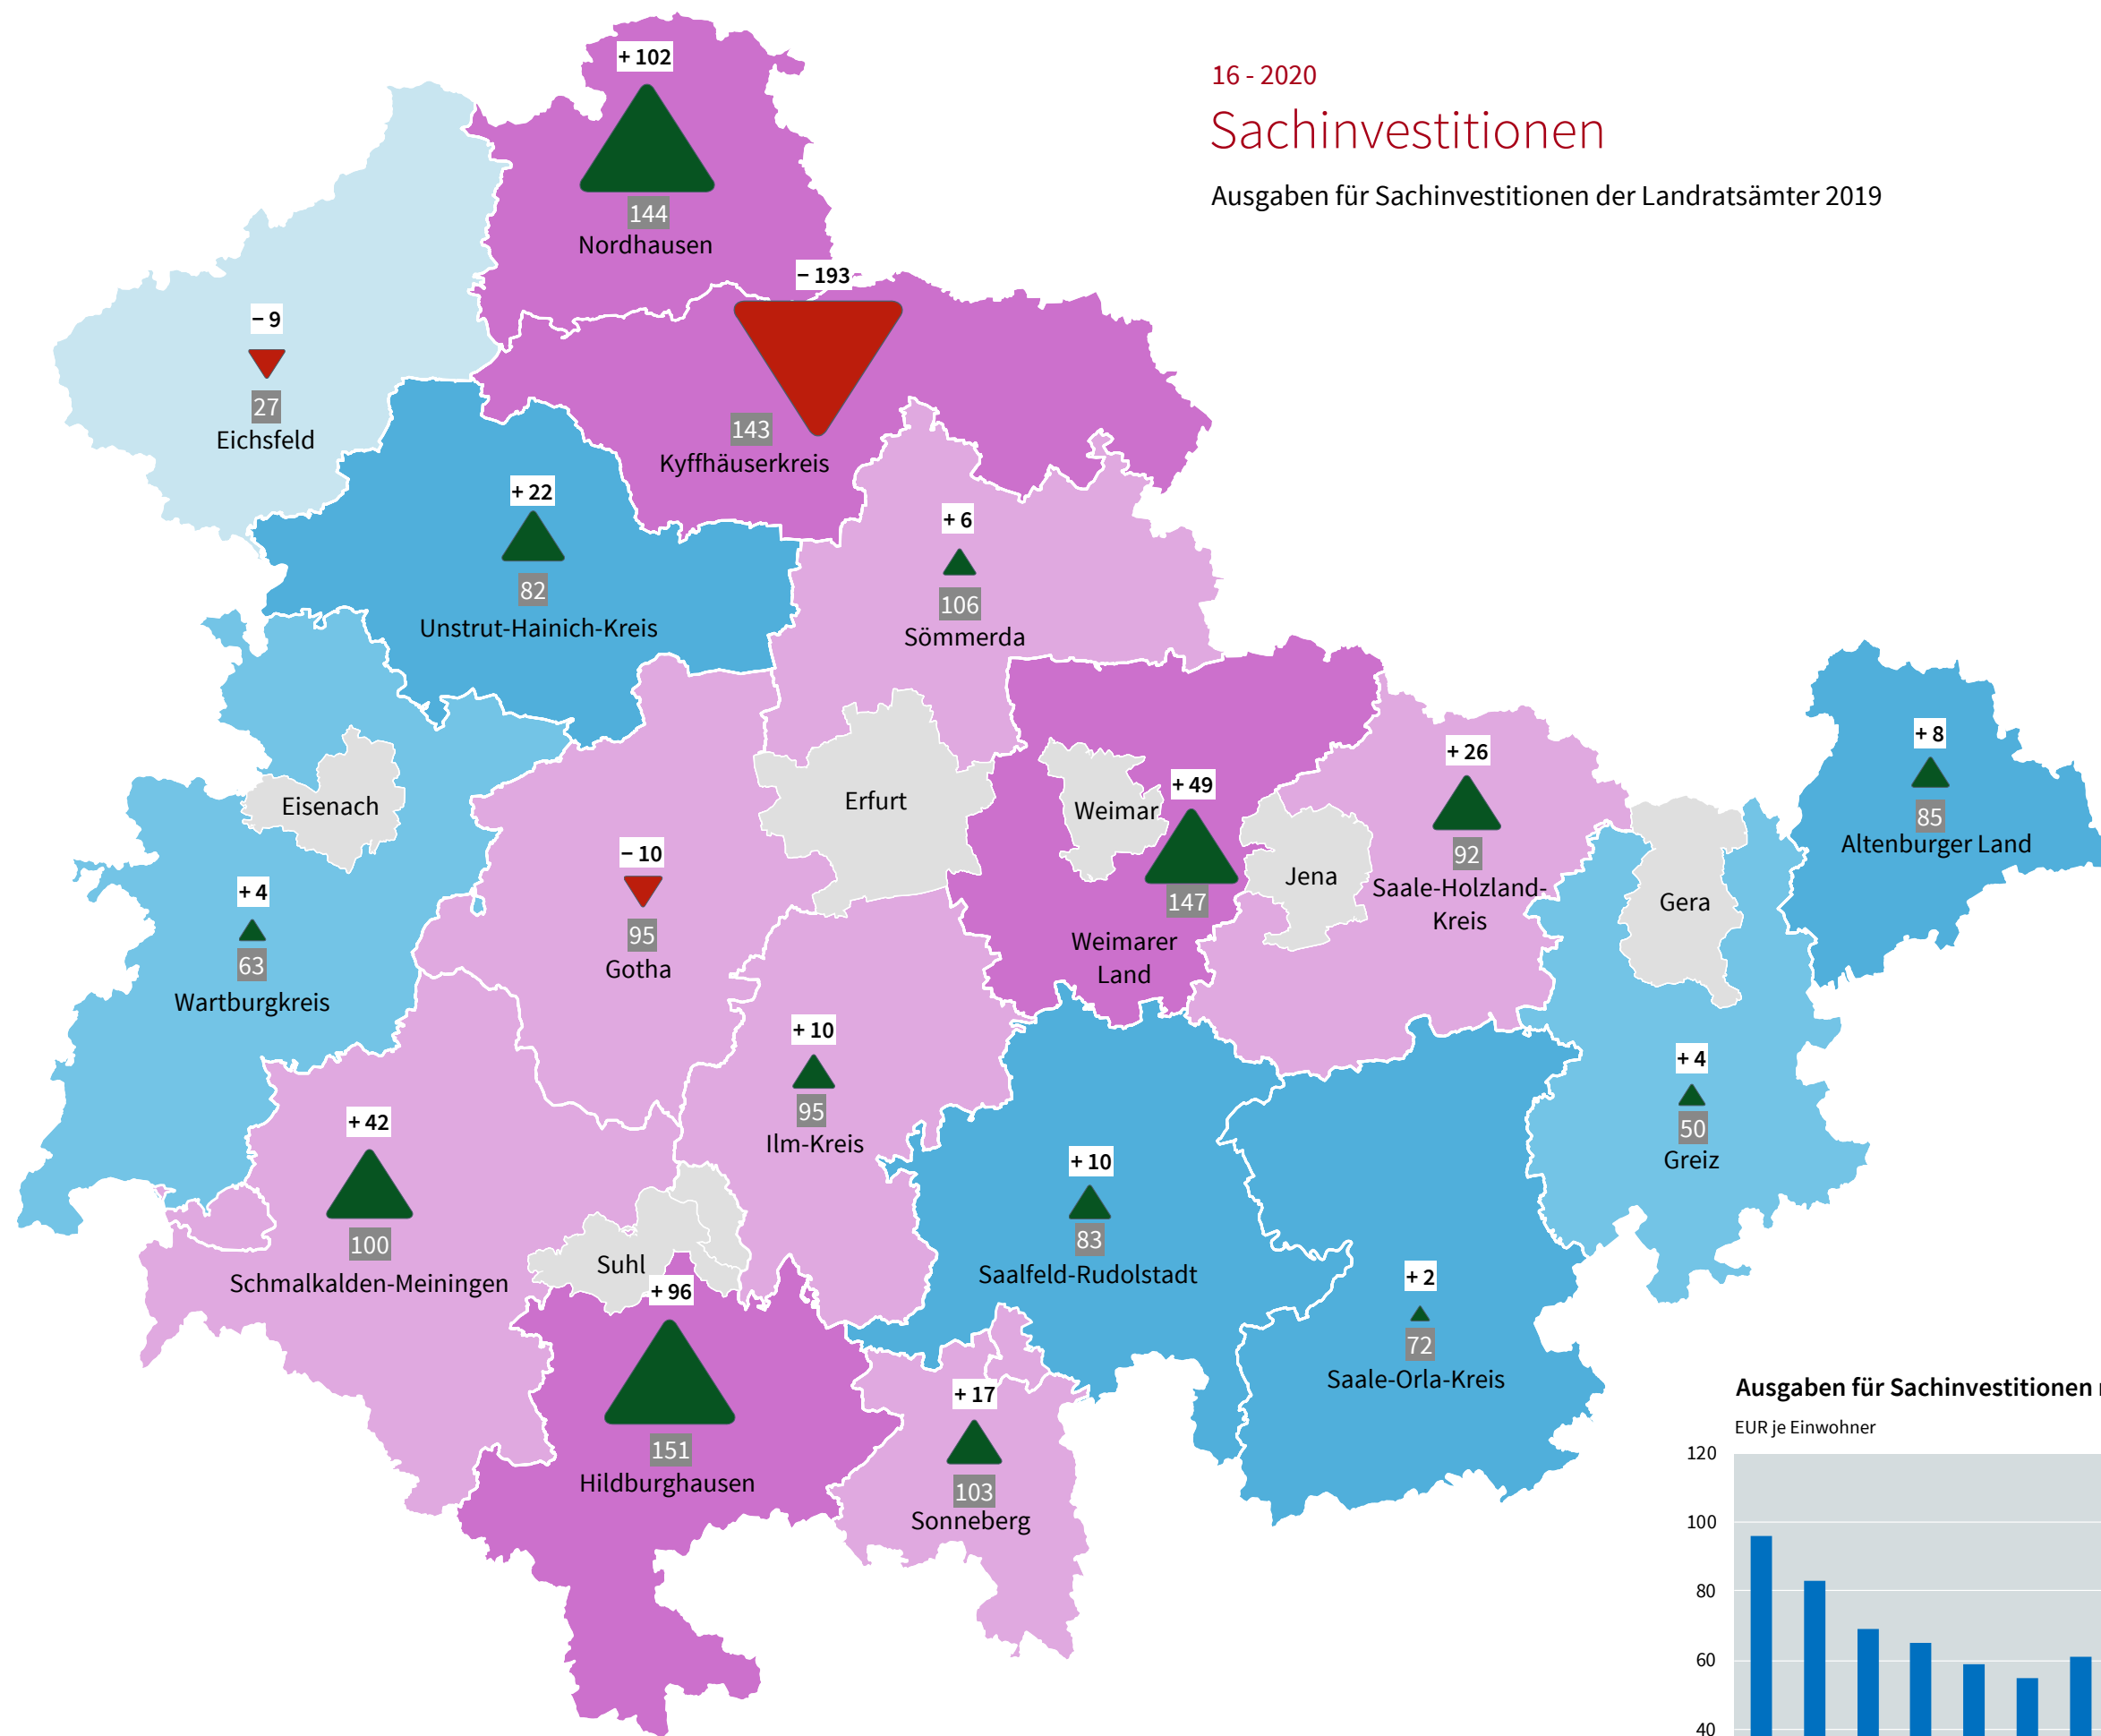 16 - 2020
Sachinvestitionen
Ausgaben für Sachinvestitionen der Landratsämter 2019
+ 102
144
Nordhausen
− 193
143
Kyffhäuserkreis
− 9
27
Eichsfeld
+ 22
82
Unstrut-Hainich-Kreis
+ 6
106
Sömmerda
Eisenach
Erfurt
Weimar
+ 49
147
Weimarer
Land
Jena
+ 26
92
Saale-Holzland-
Kreis
Gera
+ 8
85
Altenburger Land
+ 4
63
Wartburgkreis
− 10
95
Gotha
+ 10
95
Ilm-Kreis
+ 4
50
Greiz
+ 42
100
Schmalkalden-Meiningen
Suhl
+ 96
151
Hildburghausen
+ 10
83
Saalfeld-Rudolstadt
+ 2
72
Saale-Orla-Kreis
+ 17
103
Sonneberg
Ausgaben für Sachinvestitionen
EUR je Einwohner
120
100
80
60
40